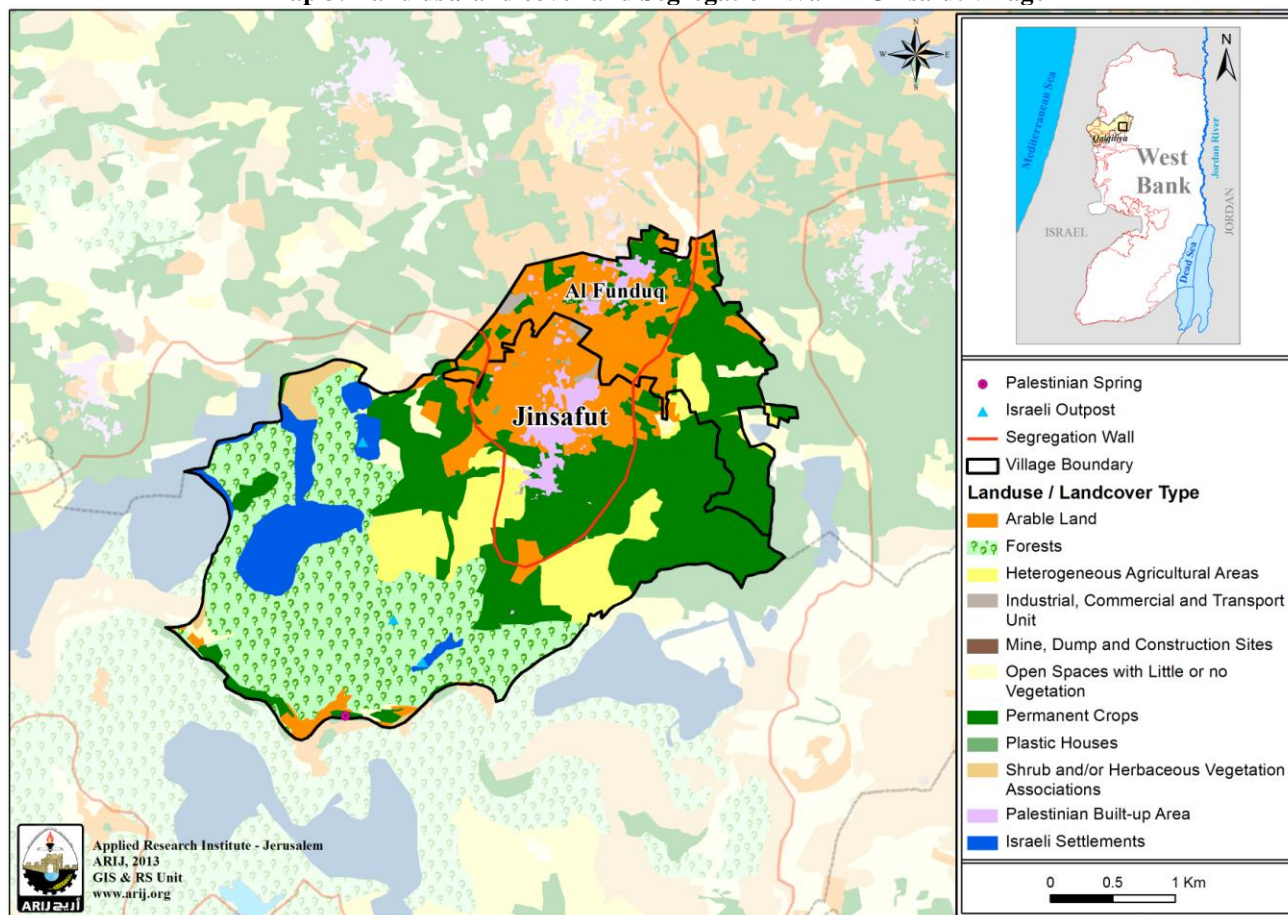 cover and Segregation
N
W
E
S
Al Funduq
Jinsafut
Applied Research Institute - Jerusalem
ARIJ, 2013
GIS & RS Unit
www.arij.org
ARIJ أريج
N
Mediterranean Sea
Qalqiliya
West
Bank
Jordan River
ISRAEL
JORDAN
Dead Sea
Palestinian Spring
Israeli Outpost
Segregation Wall
Village Boundary
Landuse / Landcover Type
Arable Land
Forests
Heterogeneous Agricultural Areas
Industrial, Commercial and Transport
Unit
Mine, Dump and Construction Sites
Open Spaces with Little or no
Vegetation
Permanent Crops
Plastic Houses
Shrub and/or Herbaceous Vegetation
Associations
Palestinian Built-up Area
Israeli Settlements
0 0.5 1 Km